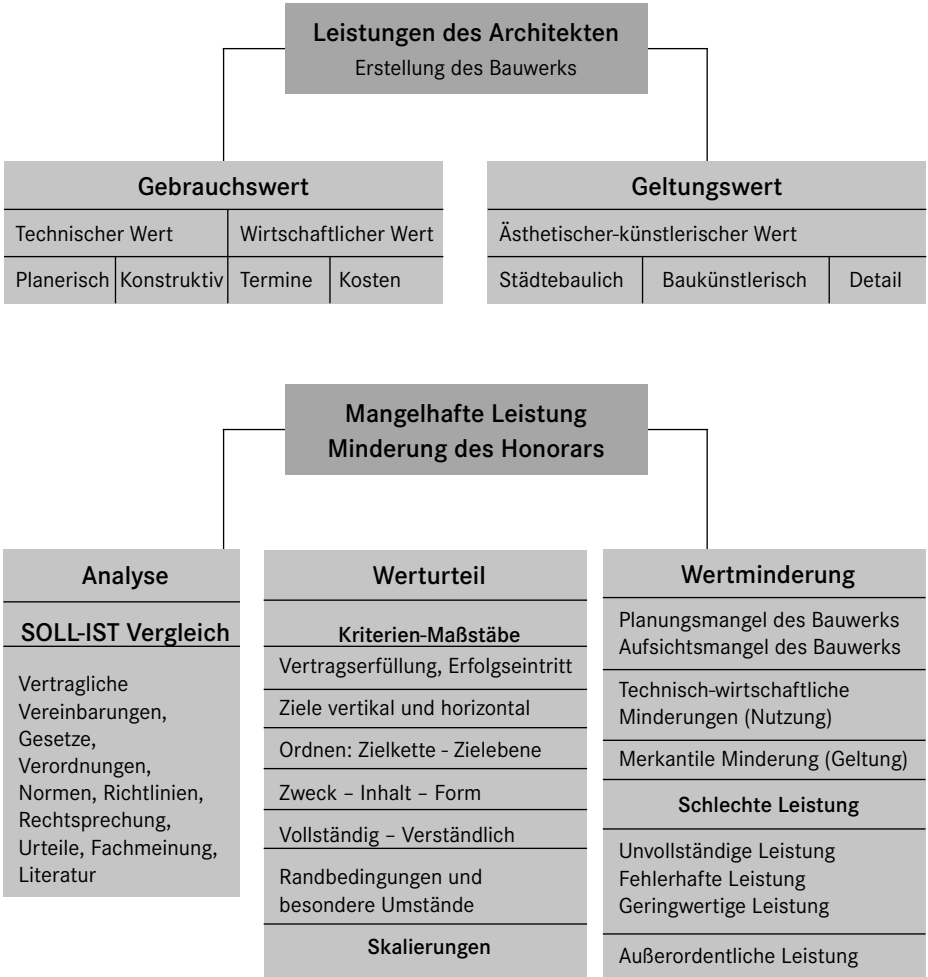 Leistungen des Architekten
Erstellung des Bauwerks
Gebrauchswert
Technischer Wert
Wirtschaftlicher Wert
Planerisch
Konstruktiv
Termine
Kosten
Geltungswert
Ästhetischer-künstlerischer Wert
Städtebaulich
Baukünstlerisch
Detail
Mangelhafte Leistung
Minderung des Honorars
Analyse
SOLL-IST Vergleich
Vertragliche
Vereinbarungen,
Gesetze,
Verordnungen,
Normen, Richtlinien,
Rechtsprechung,
Urteile, Fachmeinung,
Literatur
Werturteil
Kriterien-Maßstäbe
Vertragserfüllung, Erfolgseintritt
Ziele vertikal und horizontal
Ordnen: Zielkette - Zielebene
Zweck – Inhalt – Form
Vollständig – Verständlich
Randbedingungen und
besondere Umstände
Skalierungen
Wertminderung
Planungsmangel des Bauwerks
Aufsichtsmangel des Bauwerks
Technisch-wirtschaftliche
Minderungen (Nutzung)
Merkantile Minderung (Geltung)
Schlechte Leistung
Unvollständige Leistung
Fehlerhafte Leistung
Geringwertige Leistung
Außerordentliche Leistung